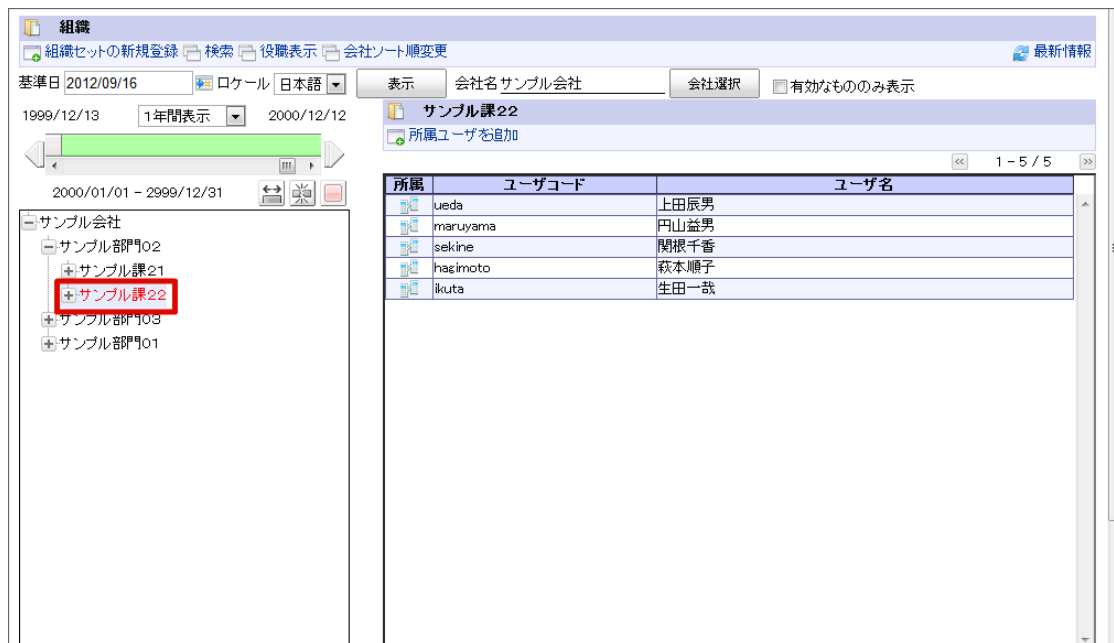 組織
組織セットの新規登録 検索 役職表示 会社ソート順変更 最新情報
基準日 2012/09/16 ロケール 日本語 表示 会社名 サンプル会社 会社選択 有効なもののみ表示
1999/12/13 1年間表示 2000/12/12
サンプル課22
所属ユーザを追加
1 - 5 / 5
2000/01/01 - 2999/12/31
サンプル会社
サンプル部門02
サンプル課21
サンプル課22
サンプル部門03
サンプル部門01
所属 ユーザコード ユーザ名
ueda 上田辰男
maruyama 円山益男
sekine 関根千香
hagimoto 萩本順子
ikuta 生田一哉